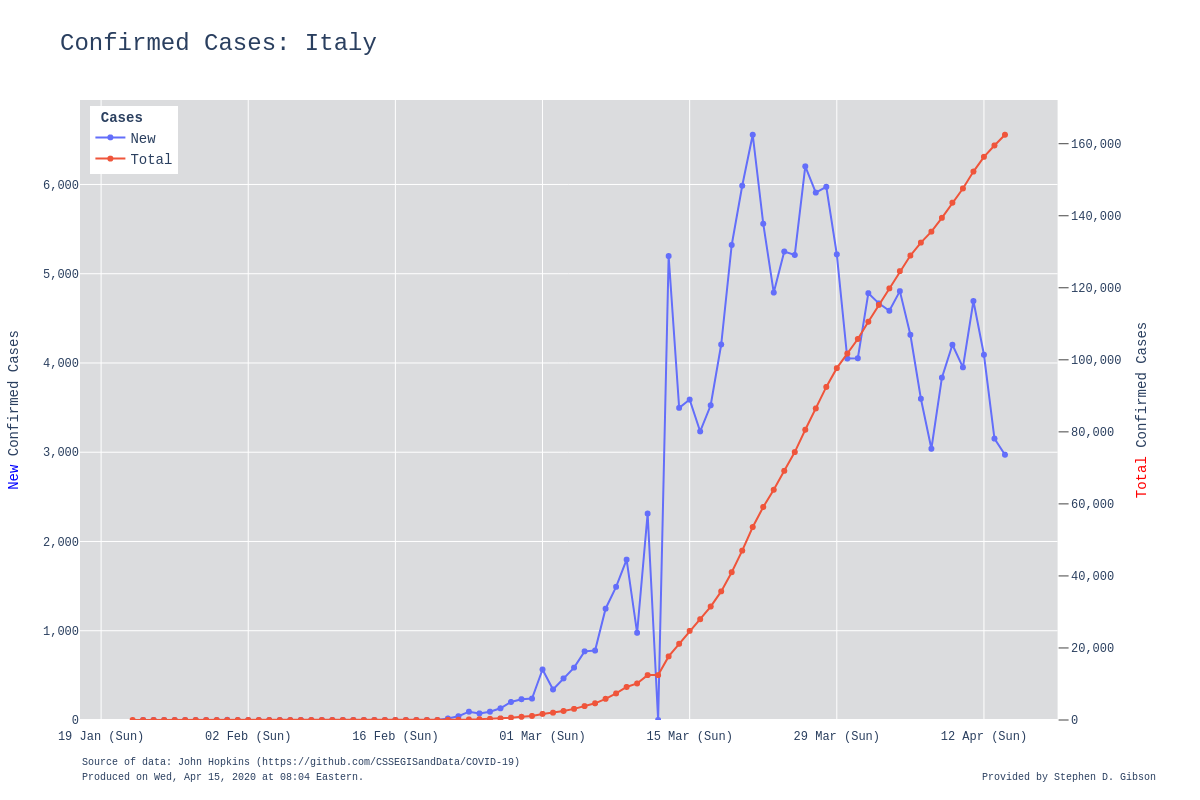 Confirmed Cases: Italy
Cases
New
Total
6,000
5,000
4,000
3,000
2,000
1,000
0
New Confirmed Cases
160,000
140,000
120,000
100,000
80,000
60,000
40,000
20,000
0
Total Confirmed Cases
19 Jan (Sun) 02 Feb (Sun) 16 Feb (Sun) 01 Mar (Sun) 15 Mar (Sun) 29 Mar (Sun) 12 Apr (Sun)
Source of data: John Hopkins (https://github.com/CSSEGISandData/COVID-19)
Produced on Wed, Apr 15, 2020 at 08:04 Eastern.
Provided by Stephen D. Gibson